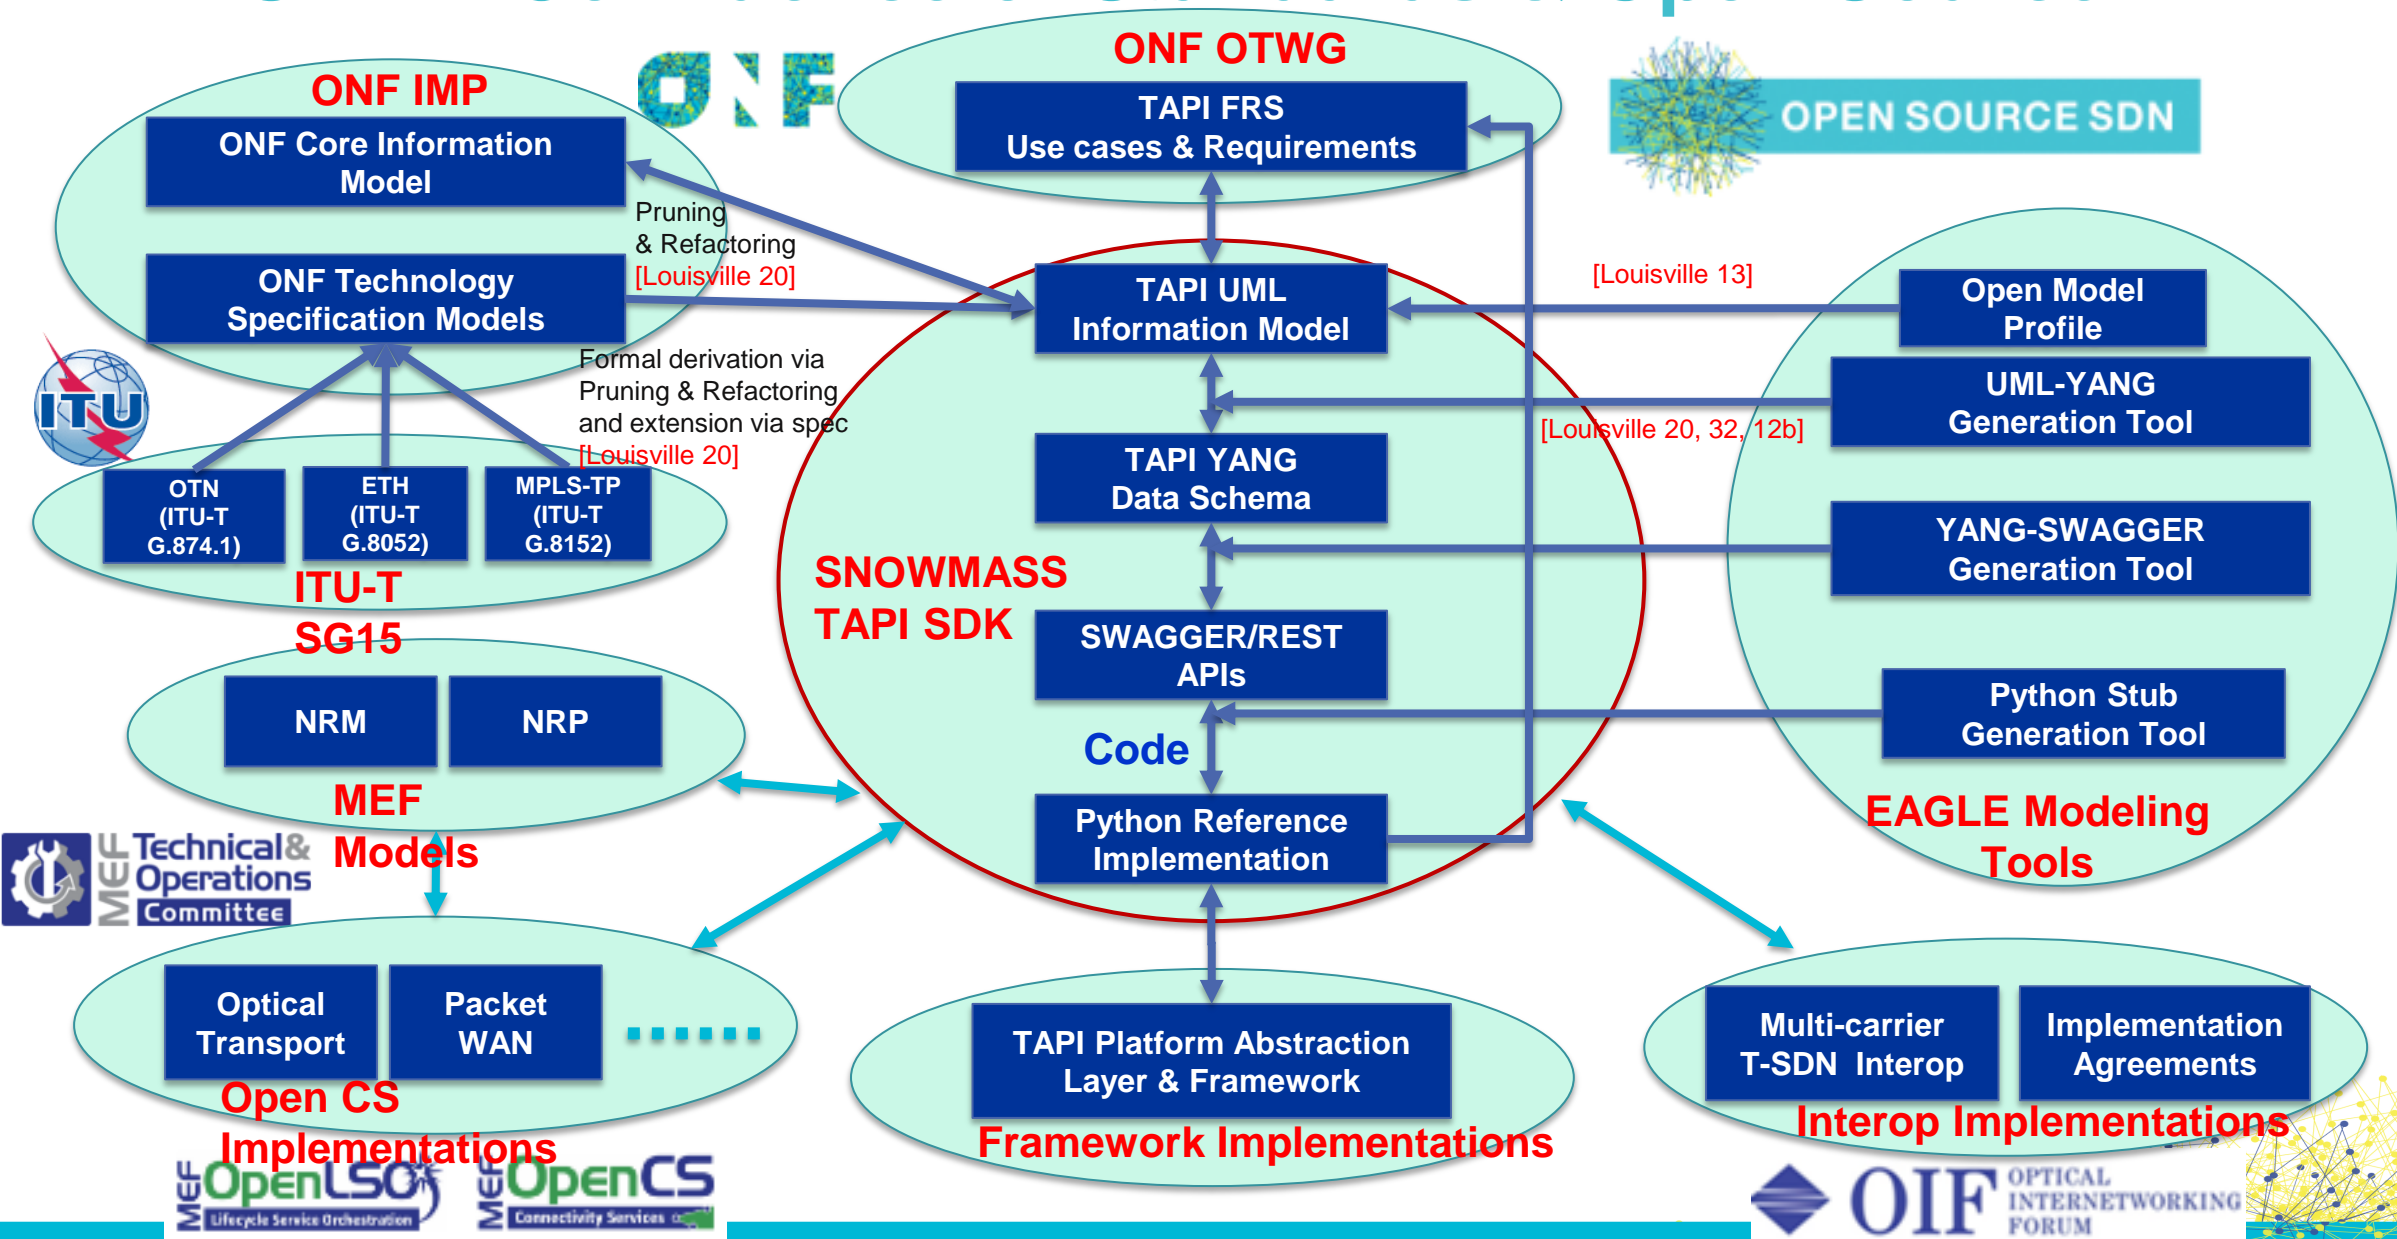 ONF OTWG
TAPI FRS
Use cases & Requirements
ONF IMP
ONF Core Information
Model
ONF Technology
Specification Models
ONF
OPEN SOURCE SDN
Pruning
& Refactoring
[Louisville 20]
Formal derivation via
Pruning & Refactoring
and extension via spec
[Louisville 20]
ITU
OTN
(ITU-T
G.874.1)
ETH
(ITU-T
G.8052)
MPLS-TP
(ITU-T
G.8152)
ITU-T
SG15
TAPI UML
Information Model
TAPI YANG
Data Schema
SNOWMASS
TAPI SDK
SWAGGER/REST
APIs
Code
Python Reference
Implementation
[Louisville 13]
[Louisville 20, 32, 12b]
Open Model
Profile
UML-YANG
Generation Tool
YANG-SWAGGER
Generation Tool
Python Stub
Generation Tool
EAGLE Modeling
Tools
NRM
NRP
MEF
Models
MEF
Technical&
Operations
Committee
Optical
Transport
Packet
WAN
Open CS
Implementations
MEF
OpenLSO
Lifecycle Service Orchestration
MEF
OpenCS
Connectivity Services
TAPI Platform Abstraction
Layer & Framework
Framework Implementations
Multi-carrier
T-SDN Interop
Implementation
Agreements
Interop Implementations
OIF
OPTICAL
INTERNETWORKING
FORUM